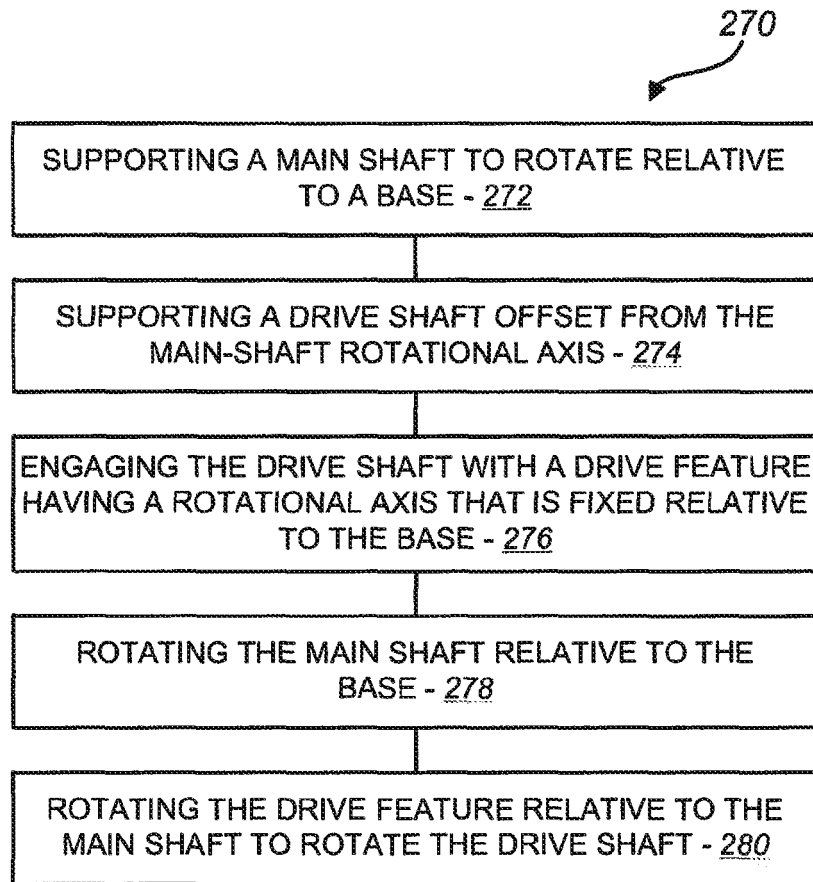 270
SUPPORTING A MAIN SHAFT TO ROTATE RELATIVE
TO A BASE - 272
SUPPORTING A DRIVE SHAFT OFFSET FROM THE
MAIN-SHAFT ROTATIONAL AXIS - 274
ENGAGING THE DRIVE SHAFT WITH A DRIVE FEATURE
HAVING A ROTATIONAL AXIS THAT IS FIXED RELATIVE
TO THE BASE - 276
ROTATING THE MAIN SHAFT RELATIVE TO THE
BASE - 278
ROTATING THE DRIVE FEATURE RELATIVE TO THE
MAIN SHAFT TO ROTATE THE DRIVE SHAFT - 280